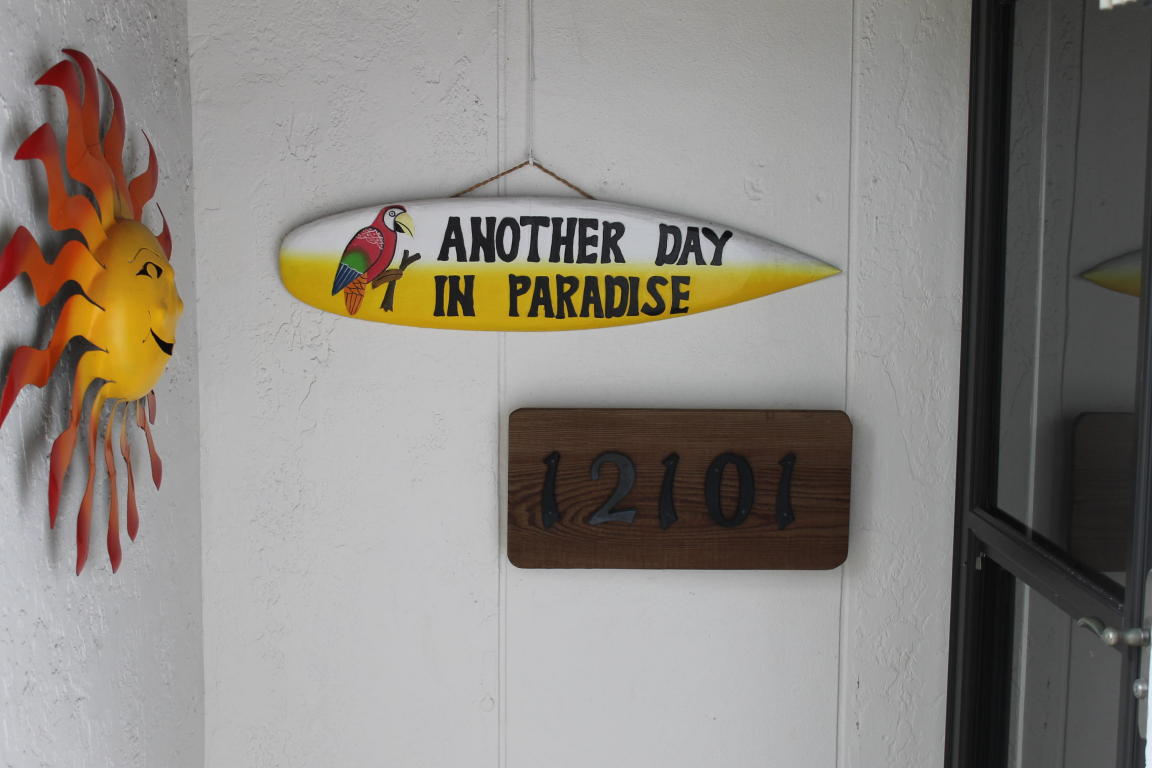 ANOTHER DAY
IN PARADISE
12101